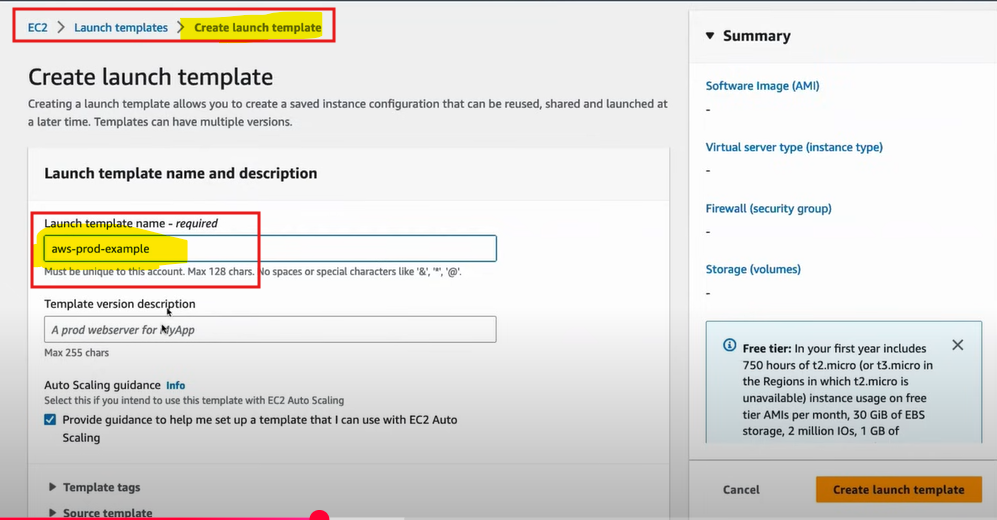 EC2 > Launch templates > Create launch template
Create launch template
Creating a launch template allows you to create a saved instance configuration that can be reused, shared and launched at
a later time. Templates can have multiple versions.
Launch template name and description
Launch template name - required
aws-prod-example
Must be unique to this account. Max 128 chars. No spaces or special characters like '&', '*', '@'.
Template version description
A prod webserver for MyApp
Max 255 chars
Auto Scaling guidance Info
Select this if you intend to use this template with EC2 Auto Scaling
Provide guidance to help me set up a template that I can use with EC2 Auto
Scaling
Template tags
Source template
Summary
Software Image (AMI)
-
Virtual server type (instance type)
-
Firewall (security group)
-
Storage (volumes)
-
Free tier: In your first year includes
750 hours of t2.micro (or t3.micro in
the Regions in which t2.micro is
unavailable) instance usage on free
tier AMIs per month, 30 GiB of EBS
storage, 2 million IOs, 1 GB of
Cancel
Create launch template